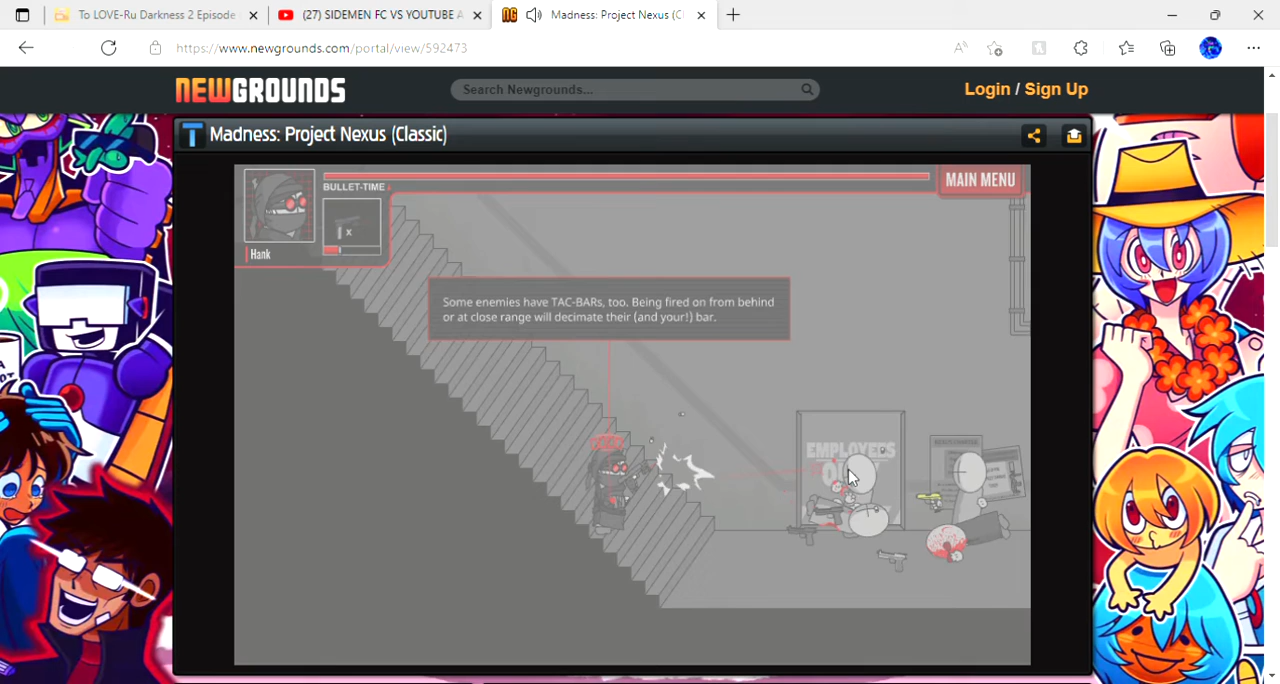 To LOVE-Ru Darkness 2 Episode
(27) SIDEMEN FC VS YOUTUBE A
Madness: Project Nexus (Cl
https://www.newgrounds.com/portal/view/592473
NEWGROUNDS
Search Newgrounds...
Login / Sign Up
T Madness: Project Nexus (Classic)
BULLET-TIME
MAIN MENU
x
Hank
Some enemies have TAC-BARs, too. Being fired on from behind
or at close range will decimate their (and your!) bar.
EMPLOYEES